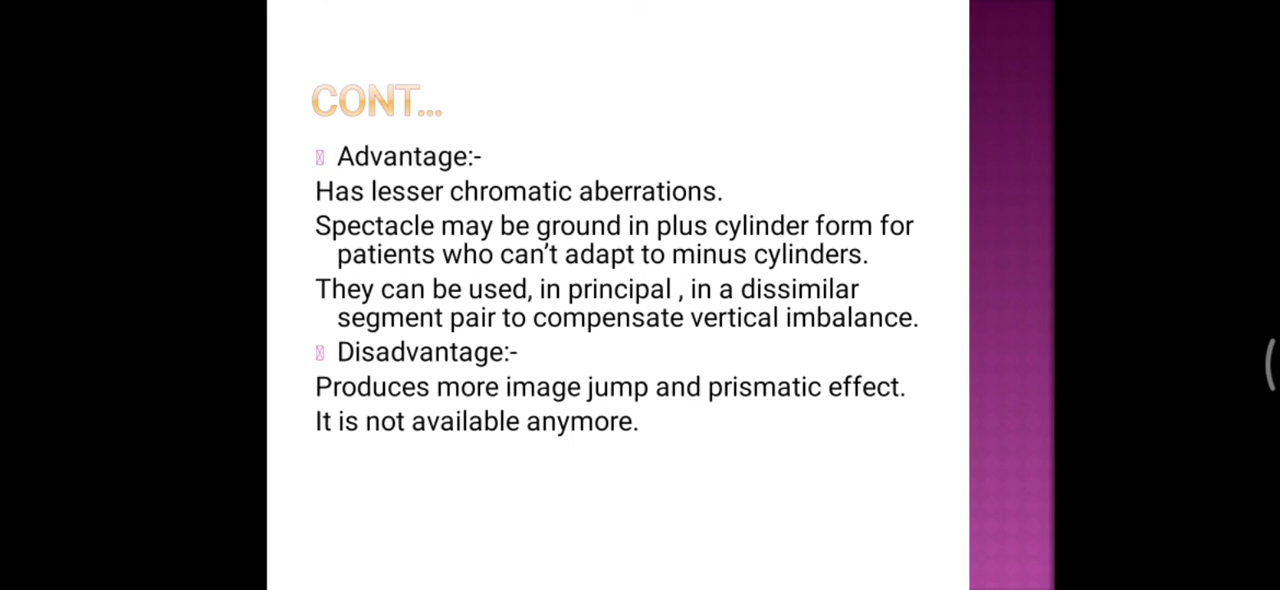 CONT...
Advantage:-
Has lesser chromatic aberrations.
Spectacle may be ground in plus cylinder form for
patients who can't adapt to minus cylinders.
They can be used, in principal , in a dissimilar
segment pair to compensate vertical imbalance.
Disadvantage:-
Produces more image jump and prismatic effect.
It is not available anymore.